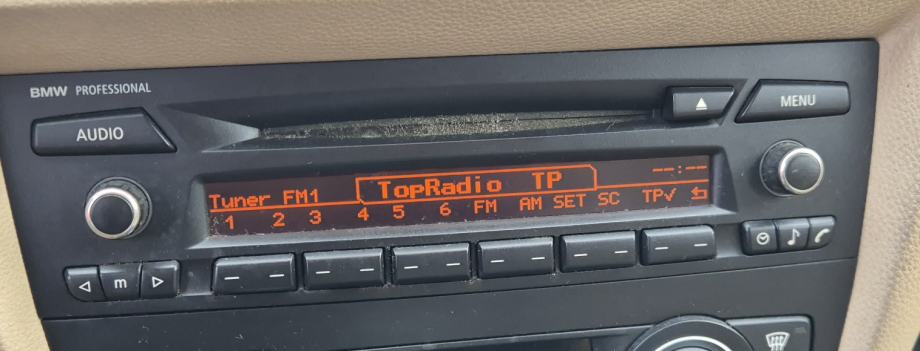 BMW PROFESSIONAL
AUDIO
MENU
Tuner FM1 TopRadio TP --:--
1 2 3 4 5 6 FM AM SET SC TP✓
m